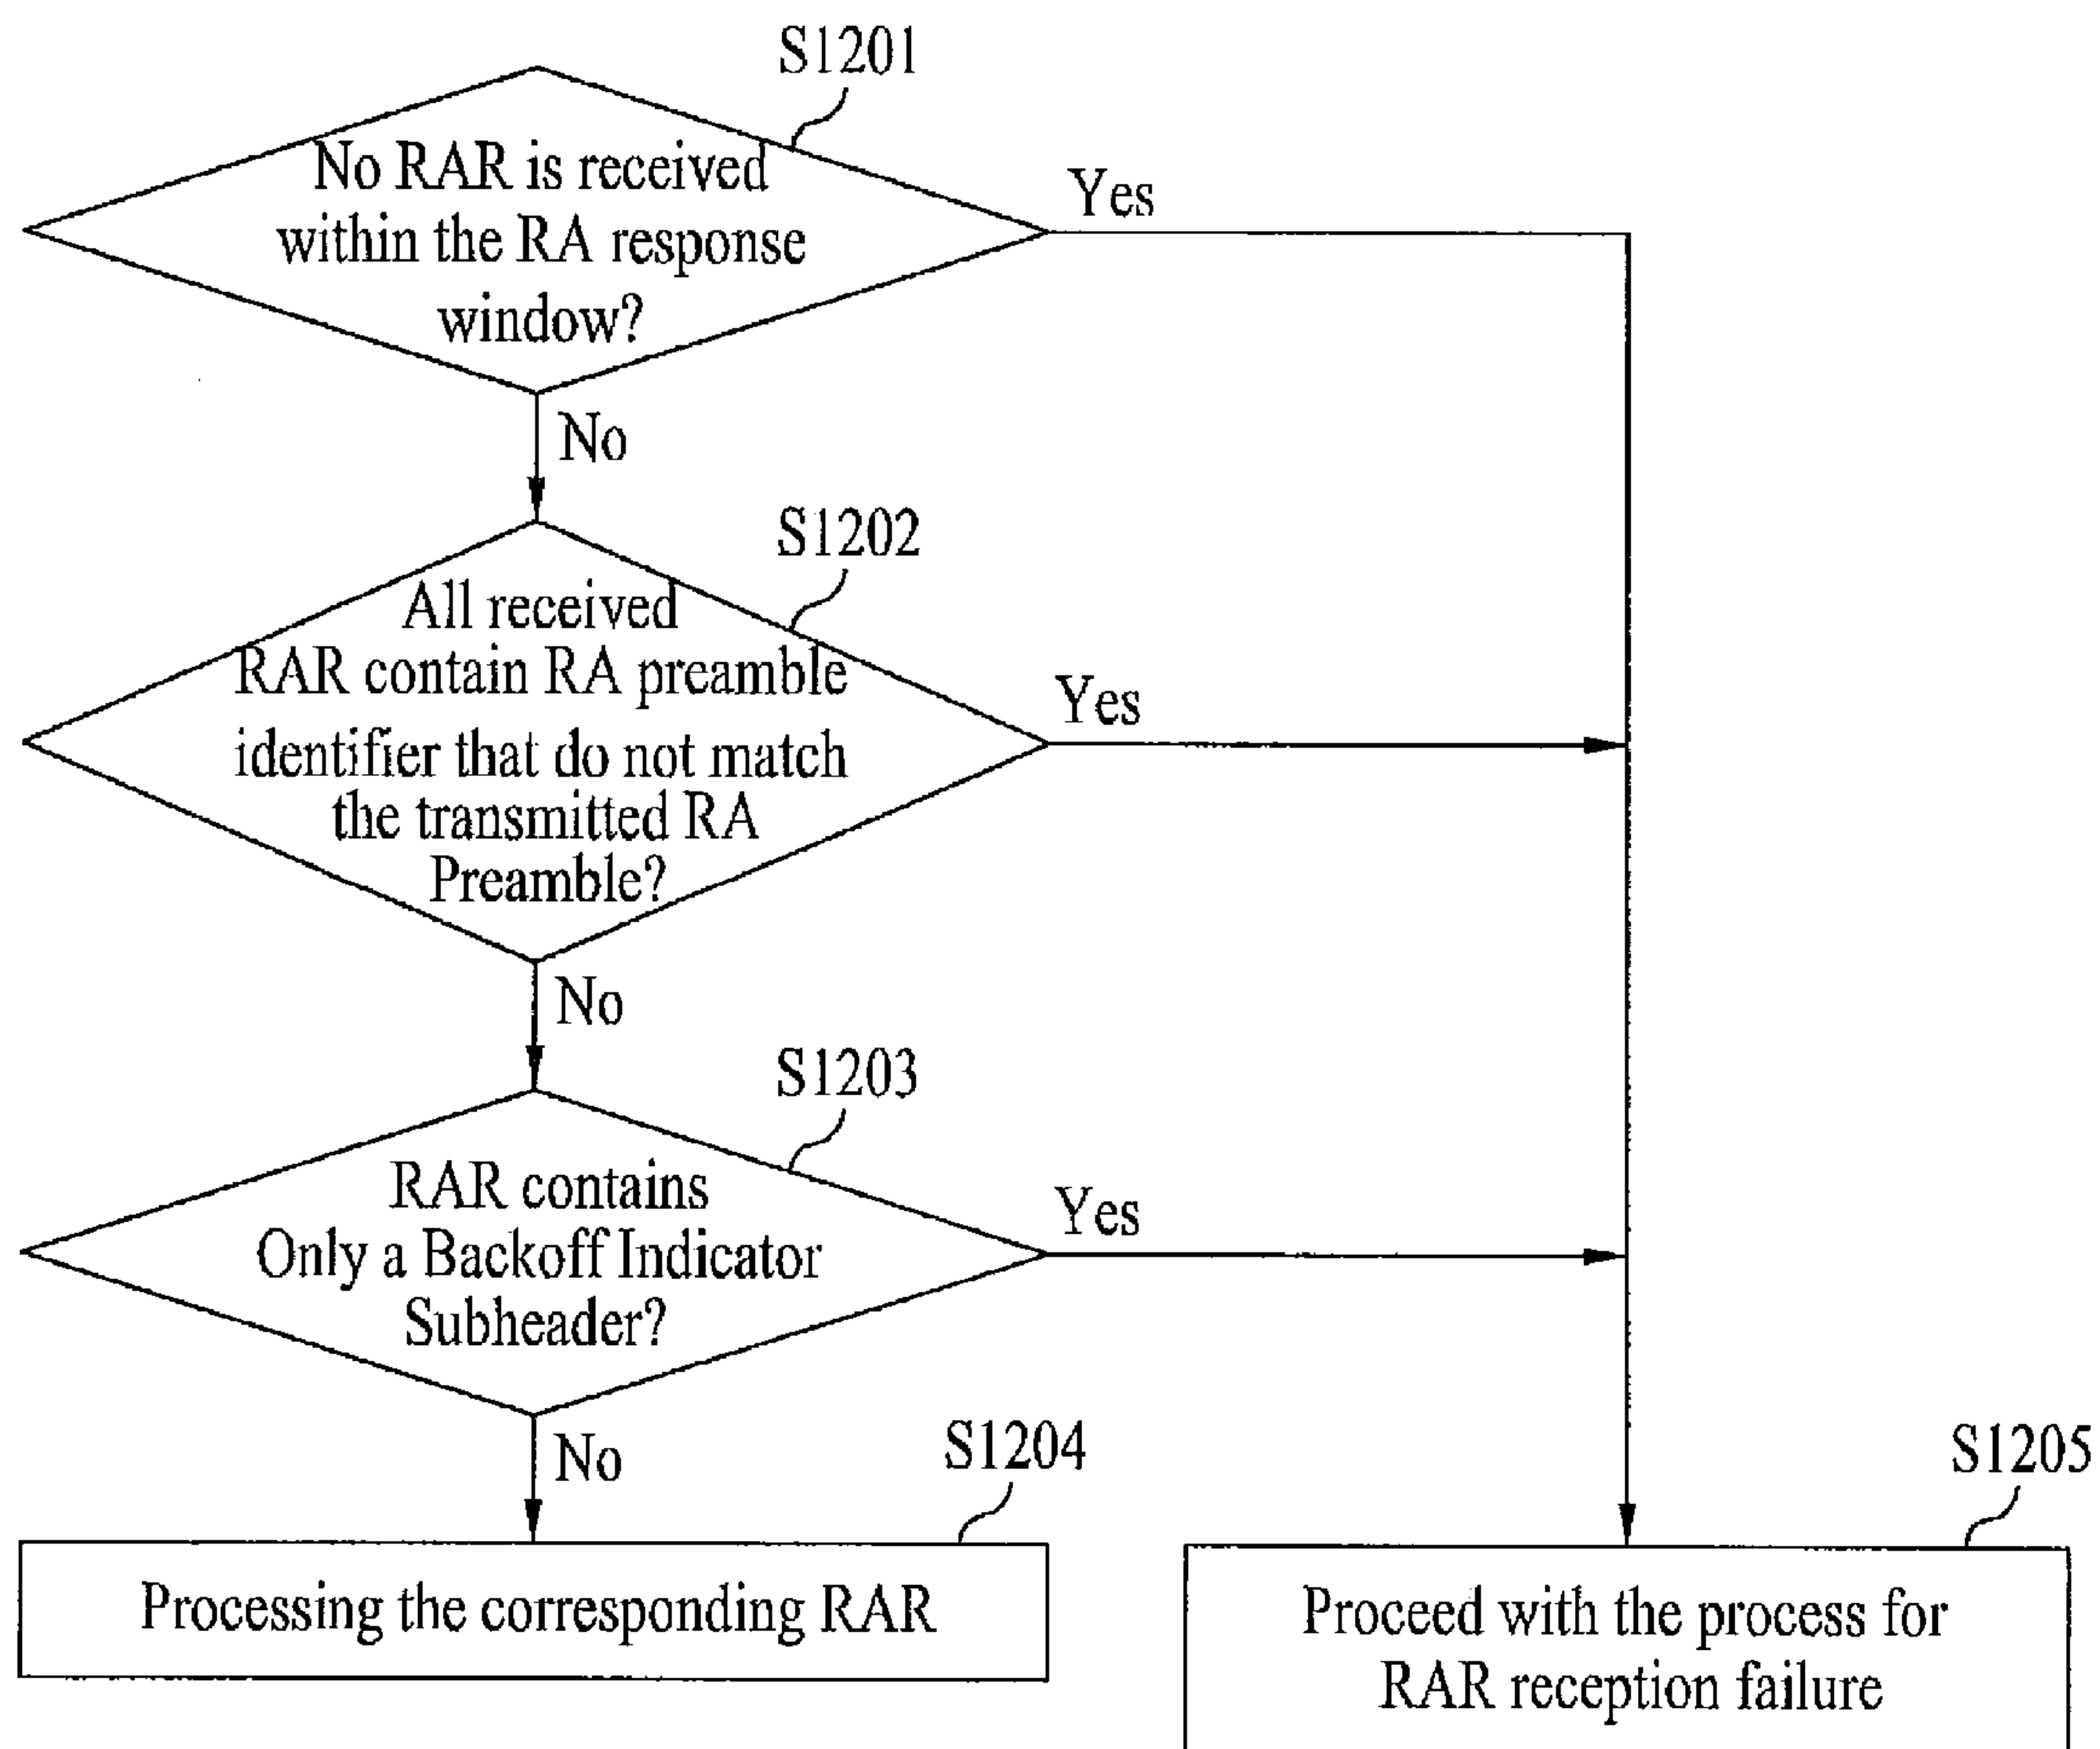 S1201
No RAR is received
within the RA response
window?
Yes
No
S1202
All received
RAR contain RA preamble
identifier that do not match
the transmitted RA
Preamble?
Yes
No
S1203
RAR contains
Only a Backoff Indicator
Subheader?
Yes
No
S1204
Processing the corresponding RAR
S1205
Proceed with the process for
RAR reception failure